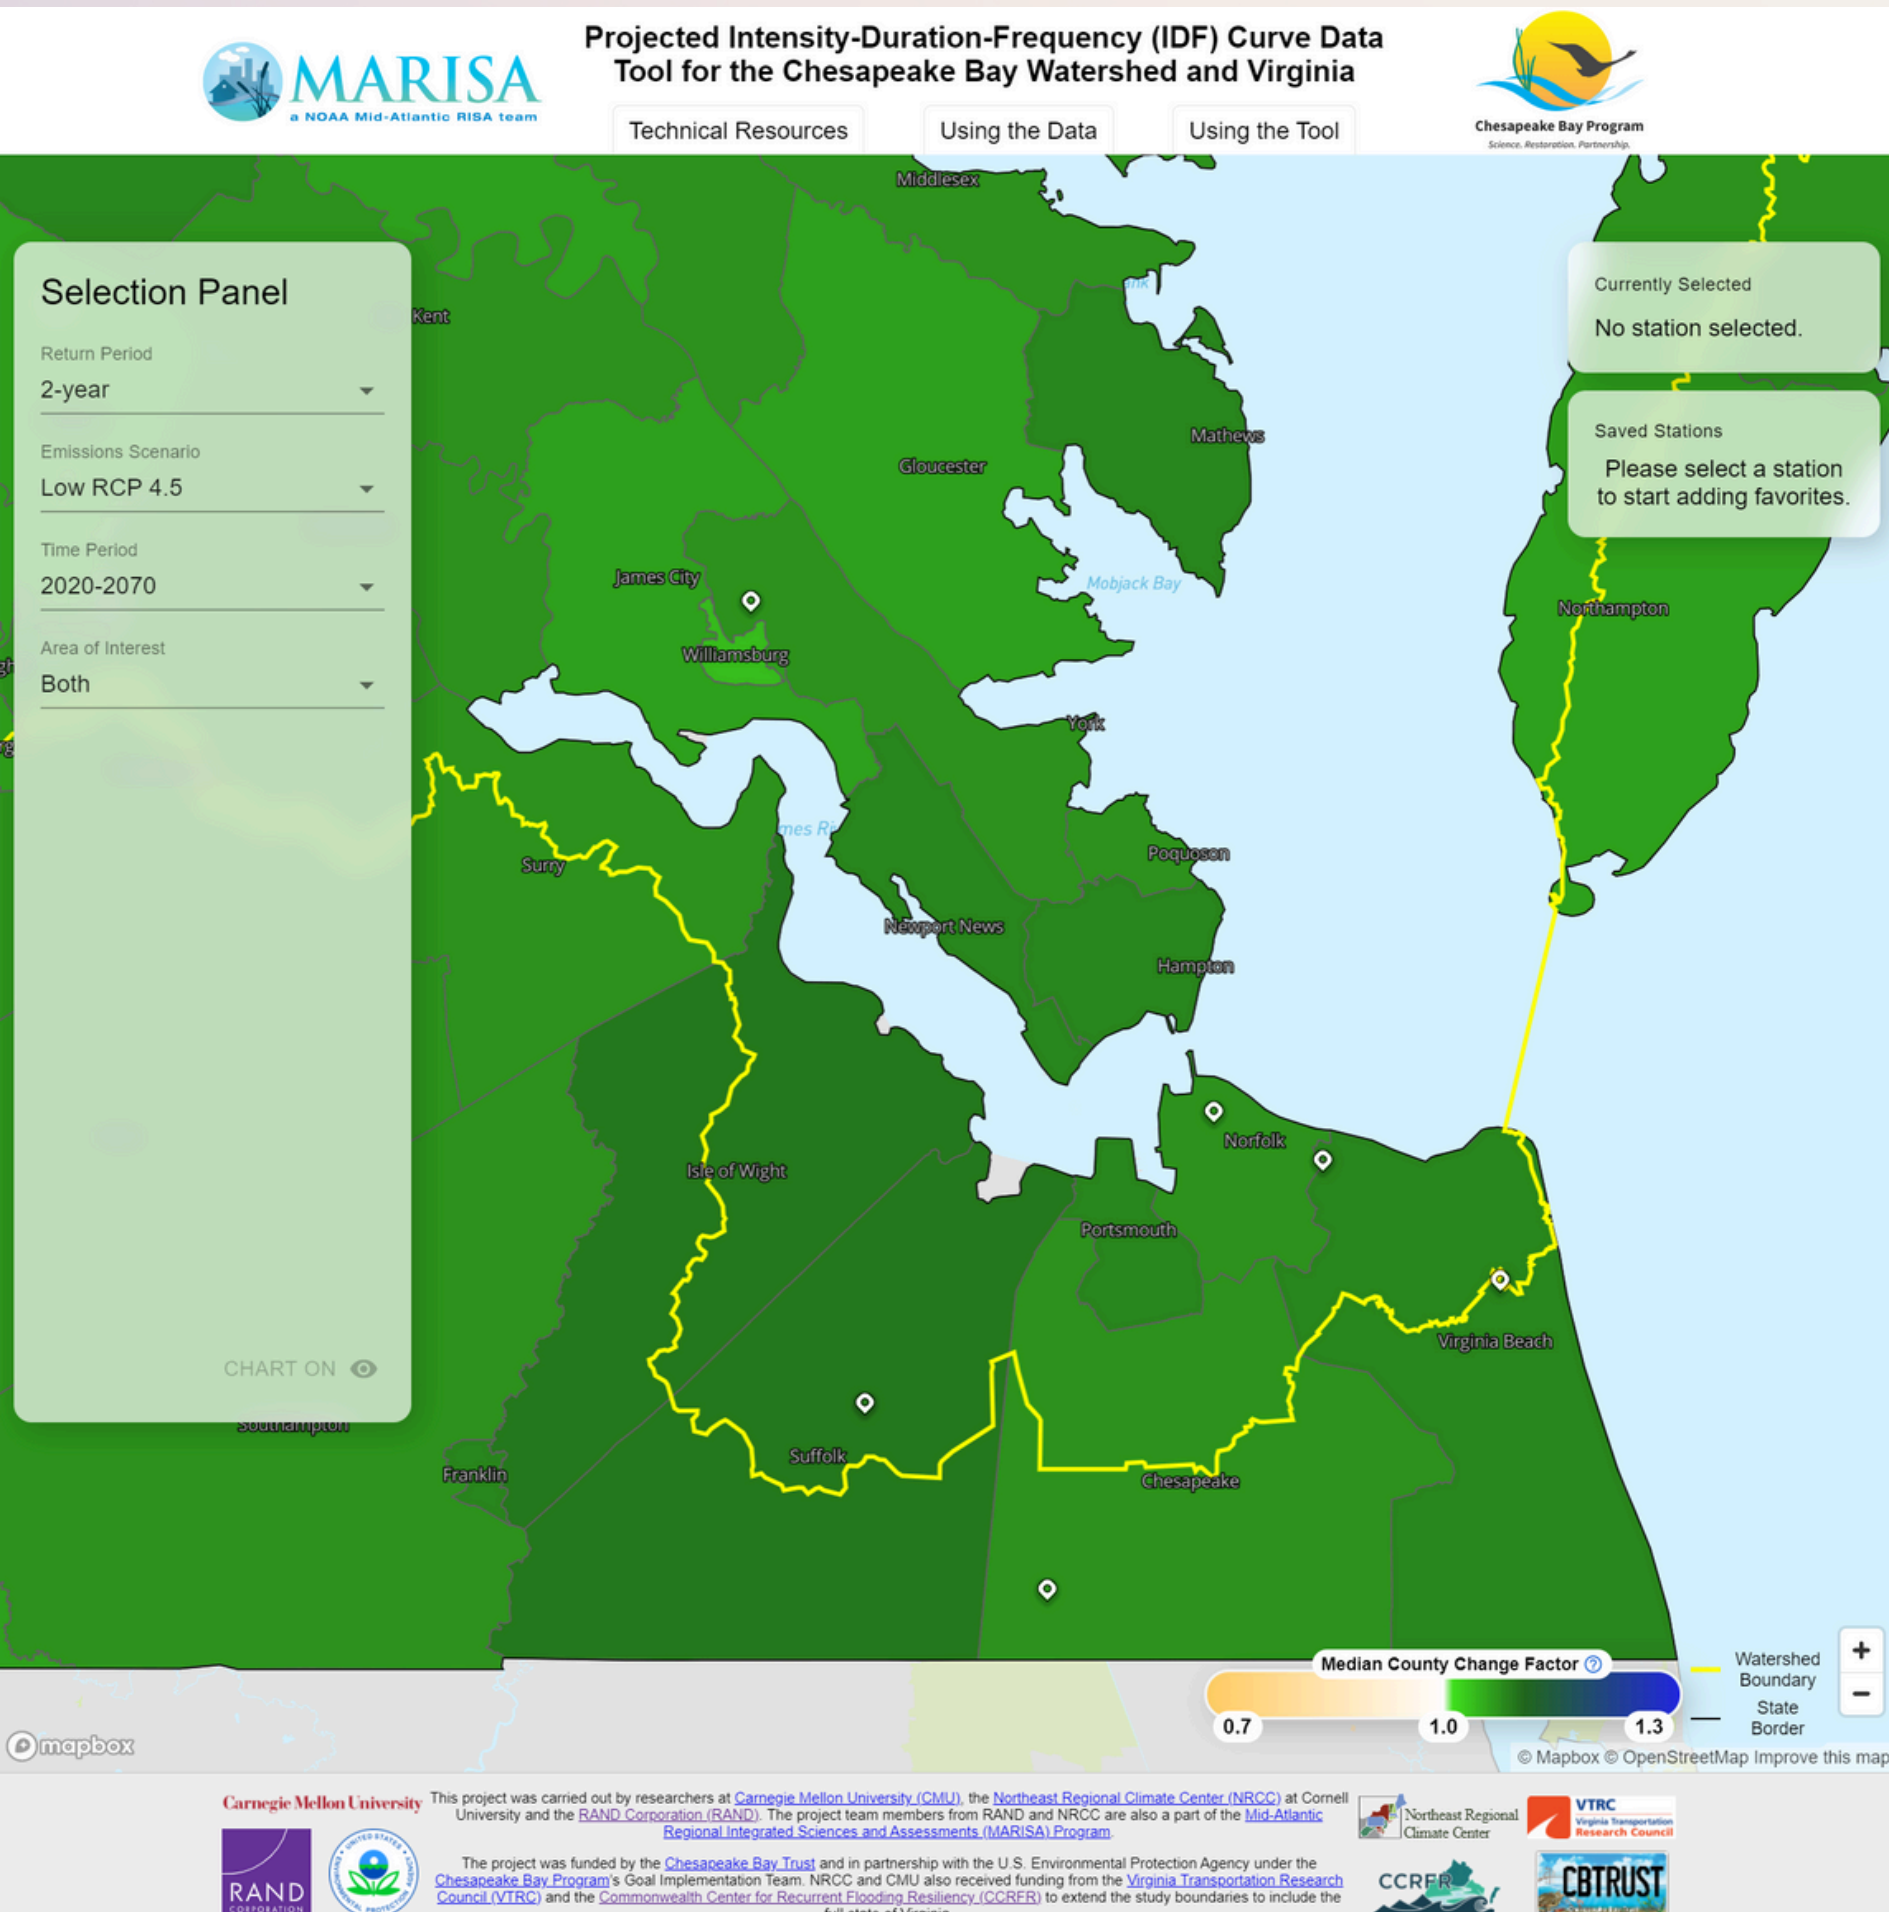 MARISA
a NOAA Mid-Atlantic RISA team
Projected Intensity-Duration-Frequency (IDF) Curve Data
Tool for the Chesapeake Bay Watershed and Virginia
Technical Resources
Using the Data
Using the Tool
Chesapeake Bay Program
Science. Restoration. Partnership.
Middlesex
Selection Panel
Return Period
2-year
Emissions Scenario
Low RCP 4.5
Time Period
2020-2070
Area of Interest
Both
CHART ON
Currently Selected
No station selected.
Saved Stations
Please select a station
to start adding favorites.
Kent
Mathews
Gloucester
James City
Mobjack Bay
Northampton
Williamsburg
York
Surry
Poquoson
Newport News
Hampton
Norfolk
Isle of Wight
Portsmouth
Virginia Beach
Southampton
Suffolk
Franklin
Chesapeake
Median County Change Factor ?
0.7
1.0
1.3
Watershed
Boundary
State
Border
+
−
mapbox
© Mapbox © OpenStreetMap Improve this map
Carnegie Mellon University
This project was carried out by researchers at Carnegie Mellon University (CMU), the Northeast Regional Climate Center (NRCC) at Cornell
University and the RAND Corporation (RAND). The project team members from RAND and NRCC are also a part of the Mid-Atlantic
Regional Integrated Sciences and Assessments (MARISA) Program.
The project was funded by the Chesapeake Bay Trust and in partnership with the U.S. Environmental Protection Agency under the
Chesapeake Bay Program's Goal Implementation Team. NRCC and CMU also received funding from the Virginia Transportation Research
Council (VTRC) and the Commonwealth Center for Recurrent Flooding Resiliency (CCRFR) to extend the study boundaries to include the
full state of Virginia.
RAND
CORPORATION
UNITED STATES
Northeast Regional
Climate Center
VTRC
Virginia Transportation
Research Council
CCRFR
CBTRUST